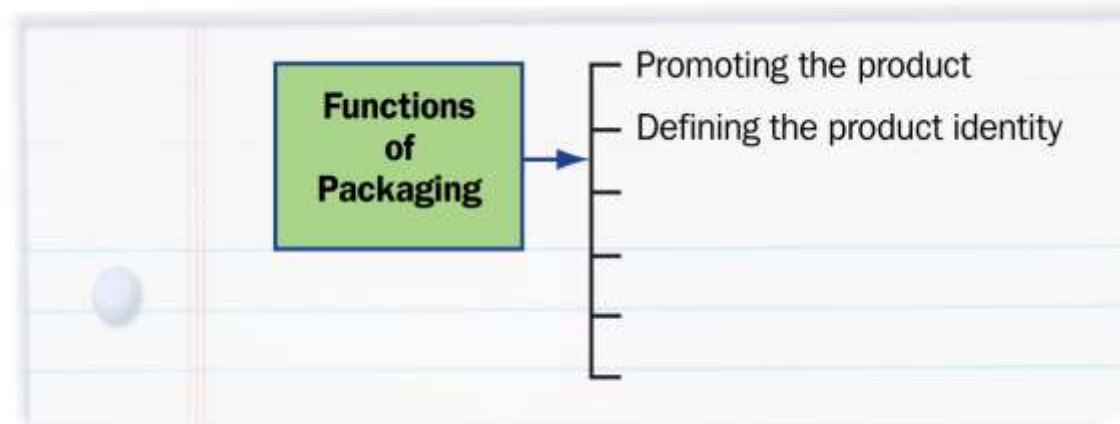 Functions
of
Packaging
Promoting the product
Defining the product identity